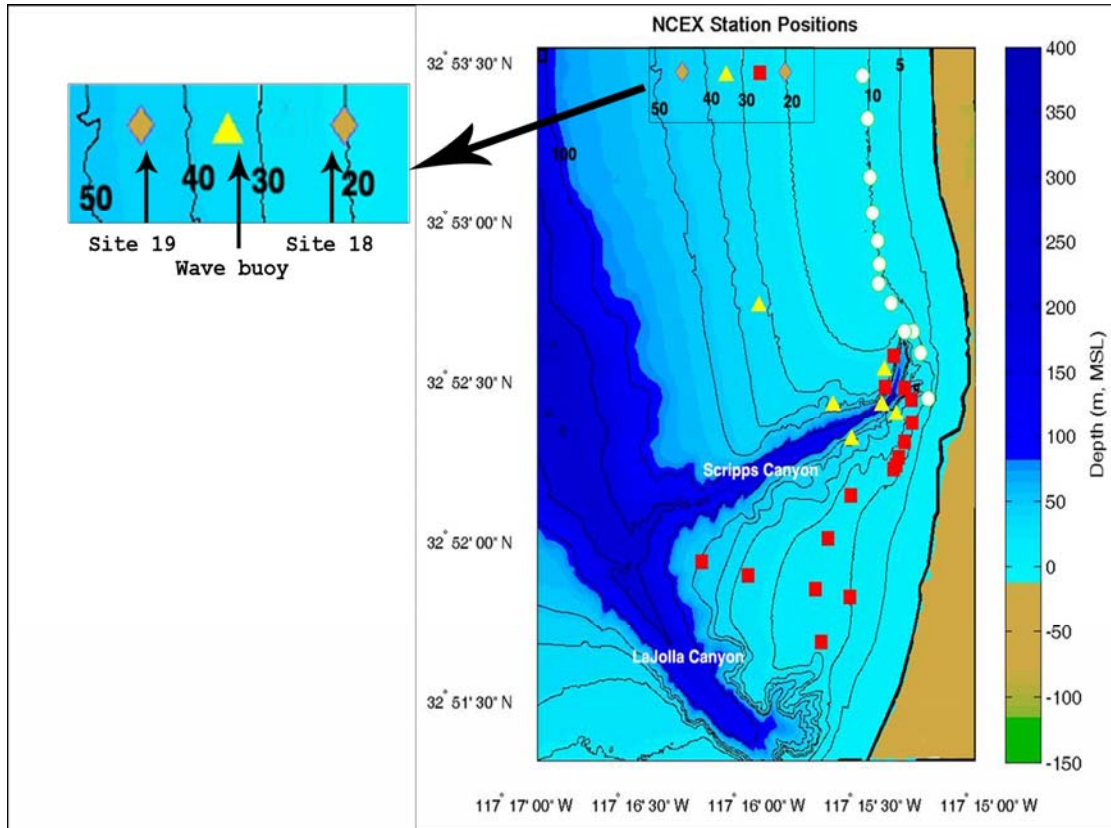 NCEX Station Positions
32° 53' 30" N
32° 53' 00" N
32° 52' 30" N
32° 52' 00" N
32° 51' 30" N
50 40 30 20 10 5
100
50 40 30 20
Site 19 Site 18
Wave buoy
Scripps Canyon
LaJolla Canyon
400
350
300
250
200
150
100
50
0
-50
-100
-150
Depth (m, MSL)
117° 17' 00" W 117° 16' 30" W 117° 16' 00" W 117° 15' 30" W 117° 15' 00" W